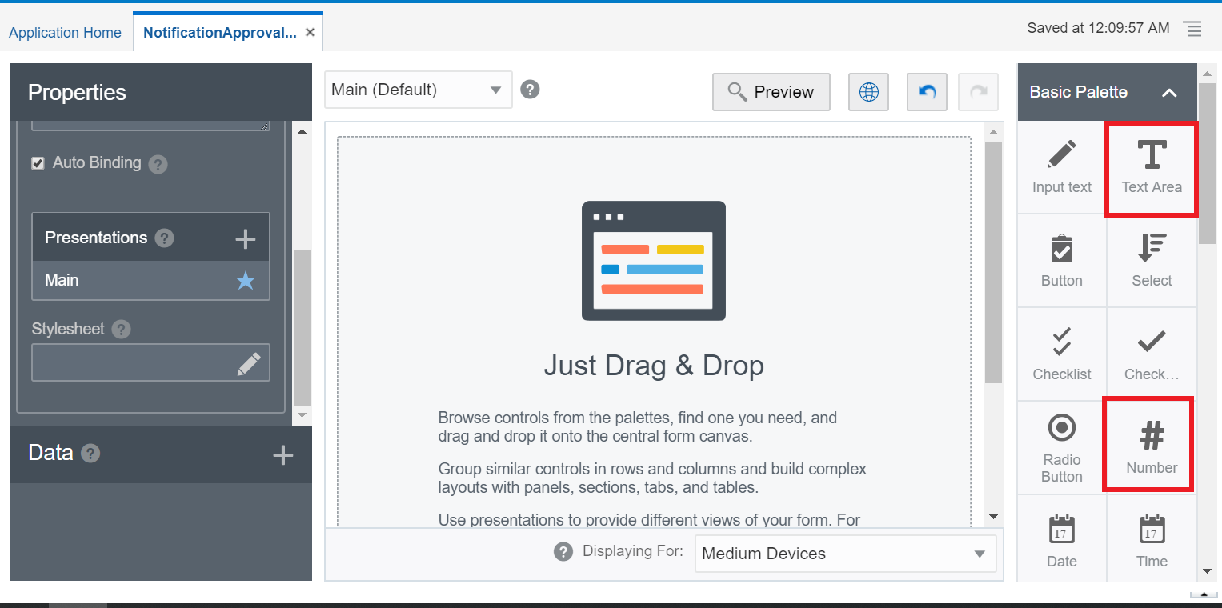 Application Home
NotificationApproval... ×
Saved at 12:09:57 AM
Properties
Auto Binding ?
Presentations ? +
Main
Stylesheet ?
Data ? +
Main (Default) ?
Preview
Just Drag & Drop
Browse controls from the palettes, find one you need, and
drag and drop it onto the central form canvas.
Group similar controls in rows and columns and build complex
layouts with panels, sections, tabs, and tables.
Use presentations to provide different views of your form. For
? Displaying For: Medium Devices
Basic Palette
Input text
Text Area
Button
Select
Checklist
Check...
Radio
Button
#
Number
17
Date
17
Time